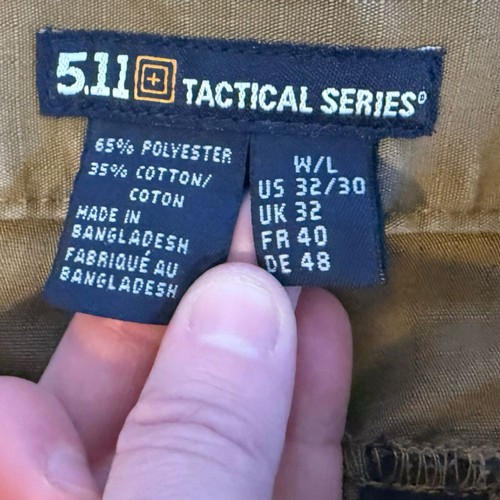 5.11 TACTICAL SERIES®
65% POLYESTER
35% COTTON/
COTON
MADE IN
BANGLADESH
FABRIQUÉ AU
BANGLADESH
W/L
US 32/30
UK 32
FR 40
DE 48